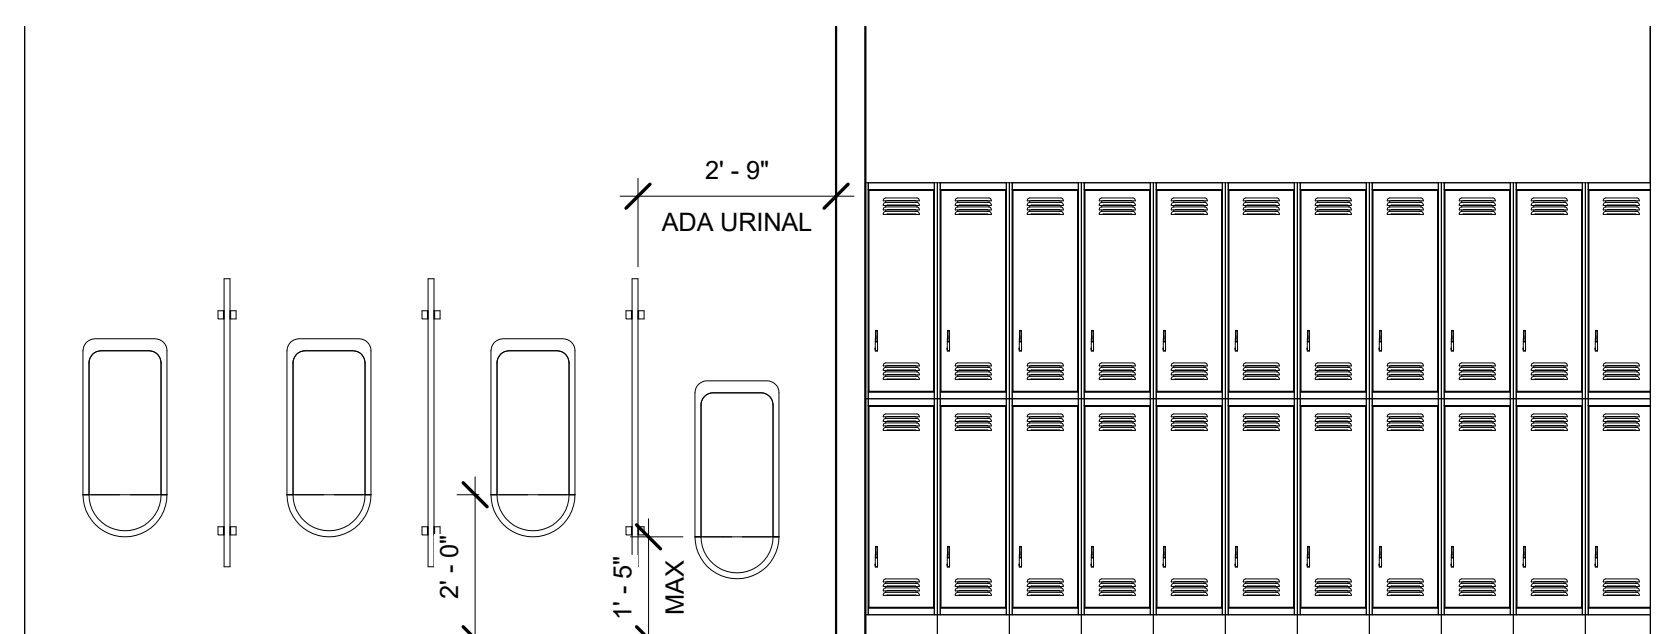 2' - 9"
ADA URINAL
2' - 0"
1' - 5"
MAX